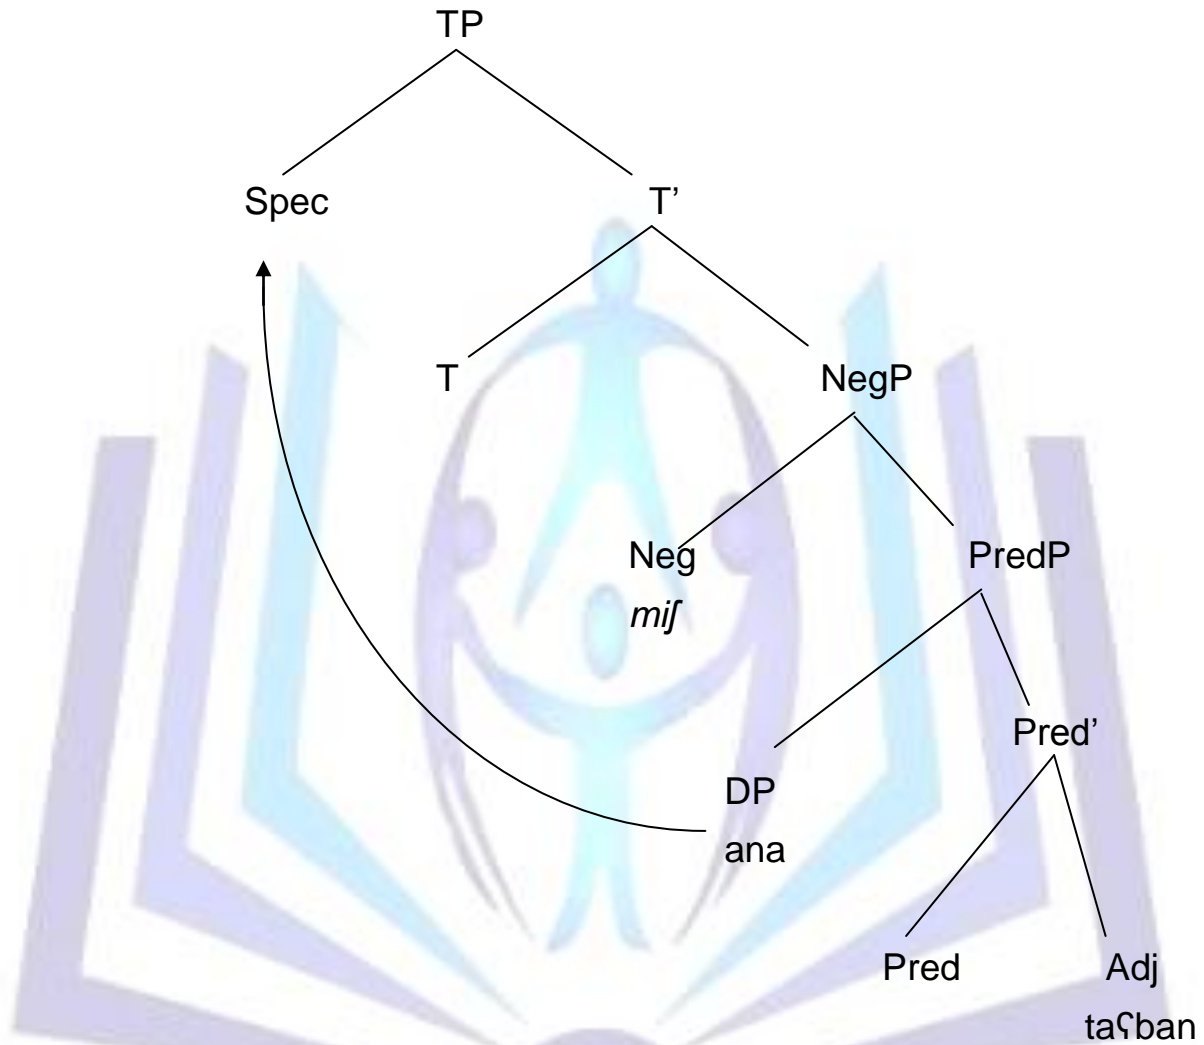 TP
Spec
T’
T
NegP
Neg
PredP
miʃ
Pred’
DP
ana
Pred
Adj
taʕban